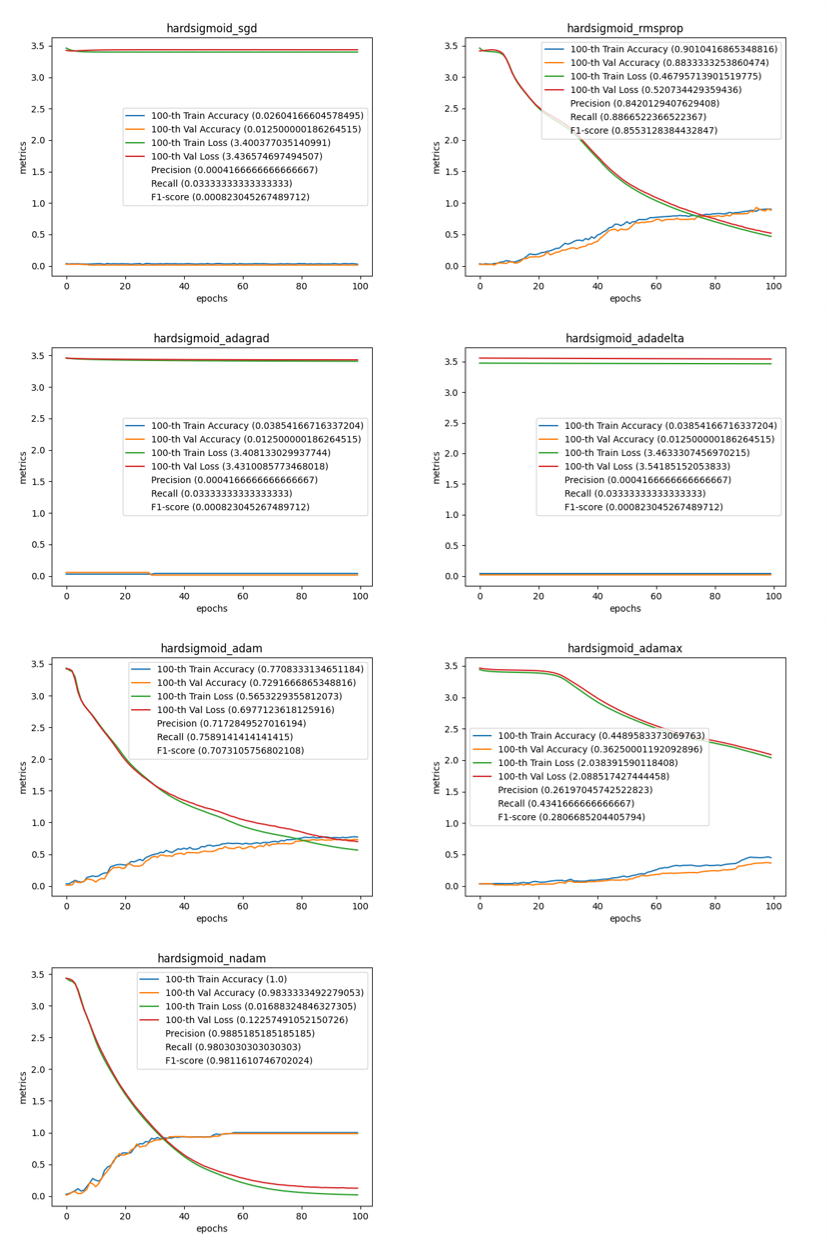 hardsigmoid_sgd
3.5
3.0
2.5
2.0
1.5
1.0
0.5
0.0
metrics
100-th Train Accuracy (0.02604166604578495)
100-th Val Accuracy (0.012500000186264515)
100-th Train Loss (3.400377035140991)
100-th Val Loss (3.436574697494507)
Precision (0.0004166666666666667)
Recall (0.03333333333333333)
F1-score (0.000823045267489712)
0 20 40 60 80 100
epochs
hardsigmoid_rmsprop
3.5
3.0
2.5
2.0
1.5
1.0
0.5
0.0
metrics
100-th Train Accuracy (0.9010416865348816)
100-th Val Accuracy (0.8833333253860474)
100-th Train Loss (0.46795713901519775)
100-th Val Loss (0.520734429359436)
Precision (0.8420129407629408)
Recall (0.8866522366522367)
F1-score (0.8553128384432847)
0 20 40 60 80 100
epochs
hardsigmoid_adagrad
3.5
3.0
2.5
2.0
1.5
1.0
0.5
0.0
metrics
100-th Train Accuracy (0.03854166716337204)
100-th Val Accuracy (0.012500000186264515)
100-th Train Loss (3.408133029937744)
100-th Val Loss (3.4310085773468018)
Precision (0.0004166666666666667)
Recall (0.03333333333333333)
F1-score (0.000823045267489712)
0 20 40 60 80 100
epochs
hardsigmoid_adadelta
3.5
3.0
2.5
2.0
1.5
1.0
0.5
0.0
metrics
100-th Train Accuracy (0.03854166716337204)
100-th Val Accuracy (0.012500000186264515)
100-th Train Loss (3.4633307456970215)
100-th Val Loss (3.54185152053833)
Precision (0.0004166666666666667)
Recall (0.03333333333333333)
F1-score (0.000823045267489712)
0 20 40 60 80 100
epochs
hardsigmoid_adam
3.5
3.0
2.5
2.0
1.5
1.0
0.5
0.0
metrics
100-th Train Accuracy (0.7708333134651184)
100-th Val Accuracy (0.7291666865348816)
100-th Train Loss (0.5653229355812073)
100-th Val Loss (0.6977123618125916)
Precision (0.7172849527016194)
Recall (0.7589141414141415)
F1-score (0.7073105756802108)
0 20 40 60 80 100
epochs
hardsigmoid_adamax
3.5
3.0
2.5
2.0
1.5
1.0
0.5
0.0
metrics
100-th Train Accuracy (0.4489583373069763)
100-th Val Accuracy (0.36250001192092896)
100-th Train Loss (2.038391590118408)
100-th Val Loss (2.088517427444458)
Precision (0.26197045742522823)
Recall (0.4341666666666667)
F1-score (0.2806685204405794)
0 20 40 60 80 100
epochs
hardsigmoid_nadam
3.5
3.0
2.5
2.0
1.5
1.0
0.5
0.0
metrics
100-th Train Accuracy (1.0)
100-th Val Accuracy (0.9833333492279053)
100-th Train Loss (0.01688324846327305)
100-th Val Loss (0.12257491052150726)
Precision (0.9885185185185185)
Recall (0.9803030303030303)
F1-score (0.9811610746702024)
0 20 40 60 80 100
epochs